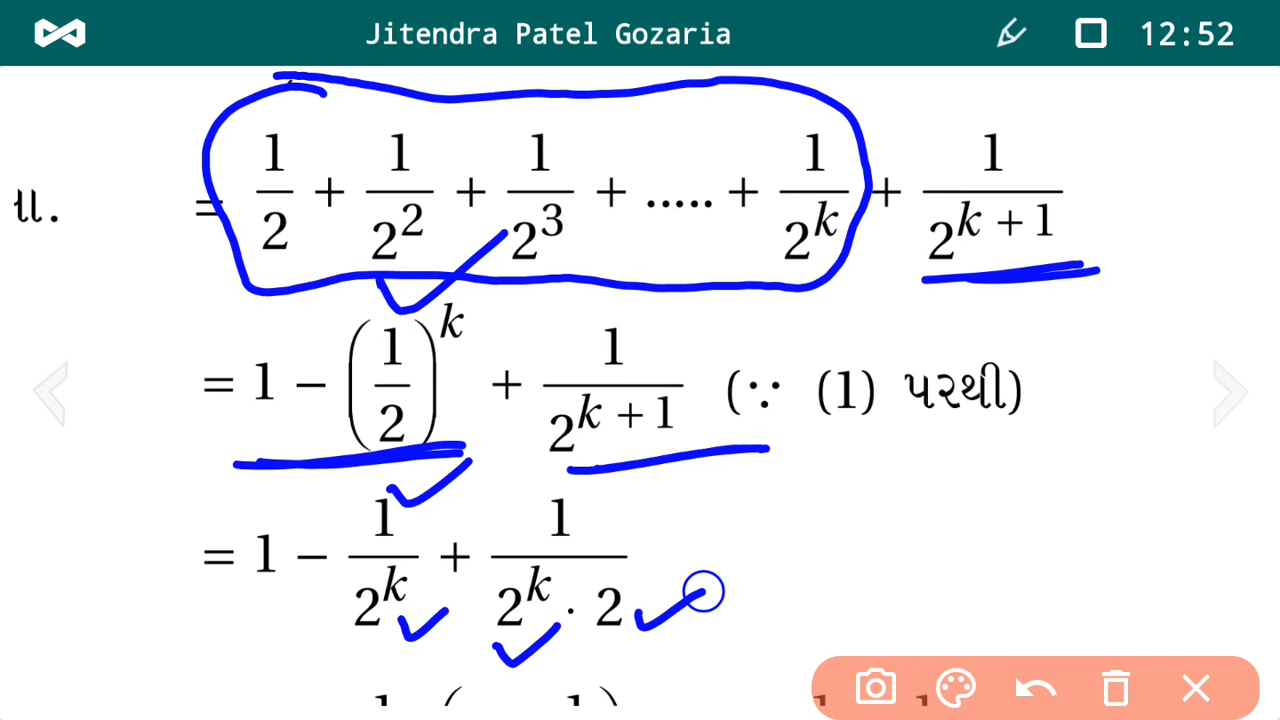 Jitendra Patel Gozaria 12:52
બા. = 1/2 + 1/2^2 + 1/2^3 + ..... + 1/2^k + 1/2^(k + 1)
= 1 − (1/2)^k + 1/2^(k + 1) (∵ (1) પરથી)
= 1 − 1/2^k + 1/(2^k · 2)